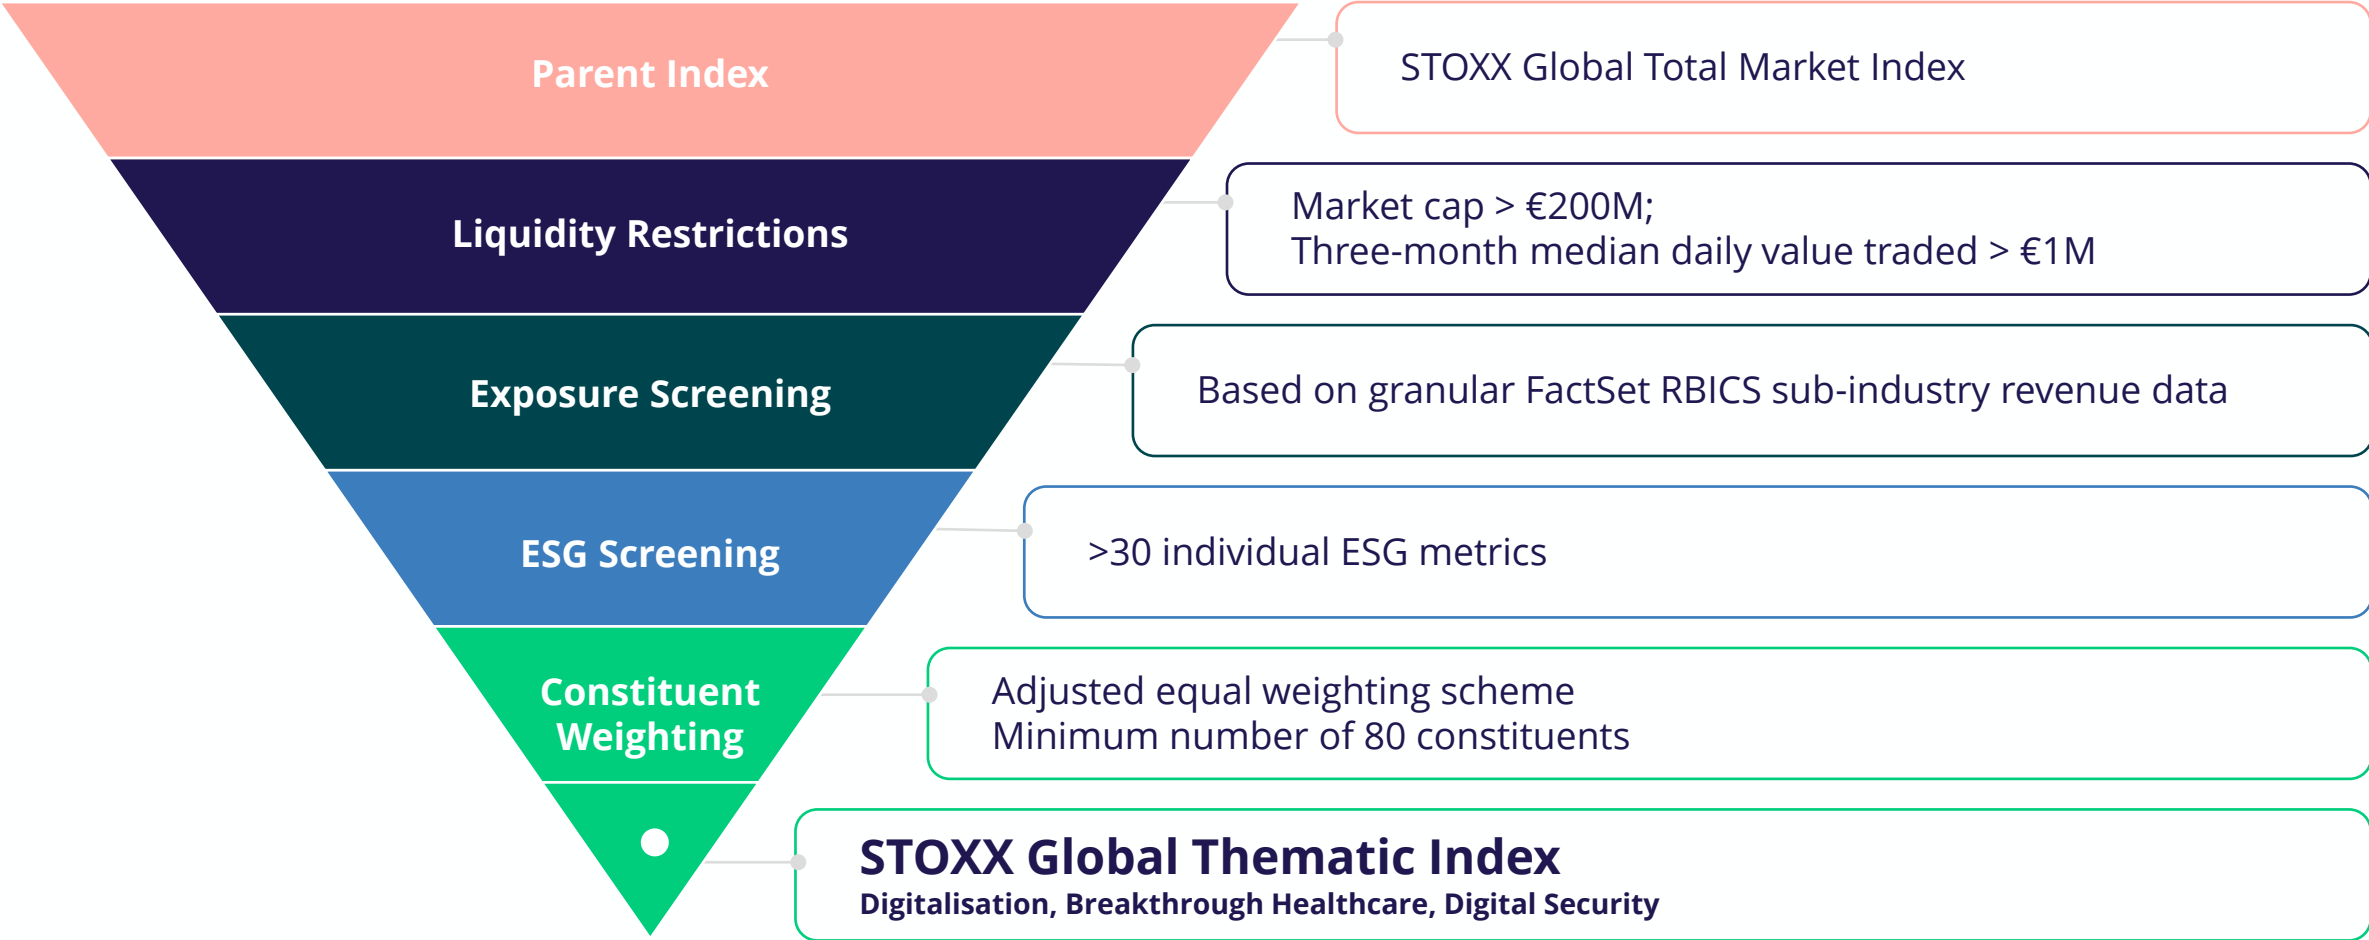 Parent Index
STOXX Global Total Market Index
Liquidity Restrictions
Market cap > €200M;
Three-month median daily value traded > €1M
Exposure Screening
Based on granular FactSet RBICS sub-industry revenue data
ESG Screening
>30 individual ESG metrics
Constituent
Weighting
Adjusted equal weighting scheme
Minimum number of 80 constituents
STOXX Global Thematic Index
Digitalisation, Breakthrough Healthcare, Digital Security